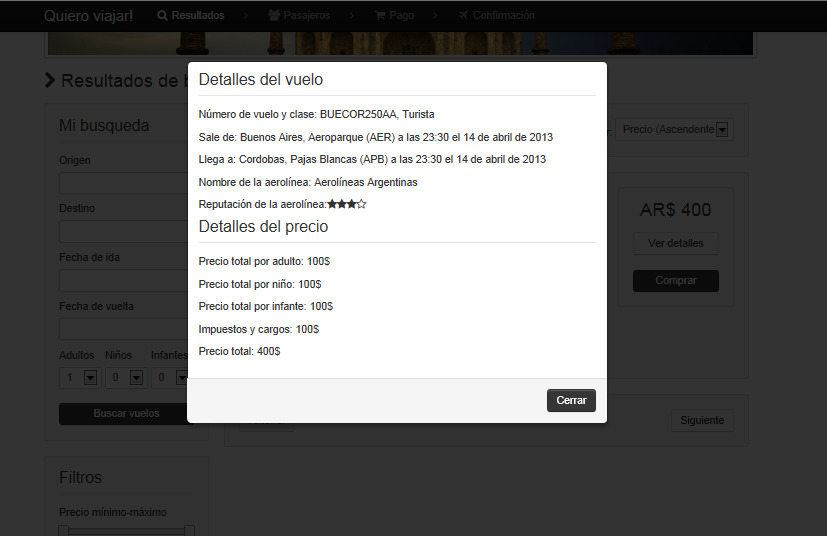 Quiero viajar!
Resultados
Pasajeros
Pago
Confirmación
Resultados de b
Mi busqueda
Origen
Destino
Fecha de ida
Fecha de vuelta
Adultos Niños Infantes
1 0 0
Buscar vuelos
Filtros
Precio mínimo-máximo
Detalles del vuelo
Número de vuelo y clase: BUECOR250AA, Turista
Sale de: Buenos Aires, Aeroparque (AER) a las 23:30 el 14 de abril de 2013
Llega a: Cordobas, Pajas Blancas (APB) a las 23:30 el 14 de abril de 2013
Nombre de la aerolínea: Aerolíneas Argentinas
Reputación de la aerolínea:
Detalles del precio
Precio total por adulto: 100$
Precio total por niño: 100$
Precio total por infante: 100$
Impuestos y cargos: 100$
Precio total: 400$
Cerrar
Precio (Ascendente
AR$ 400
Ver detalles
Comprar
Siguiente